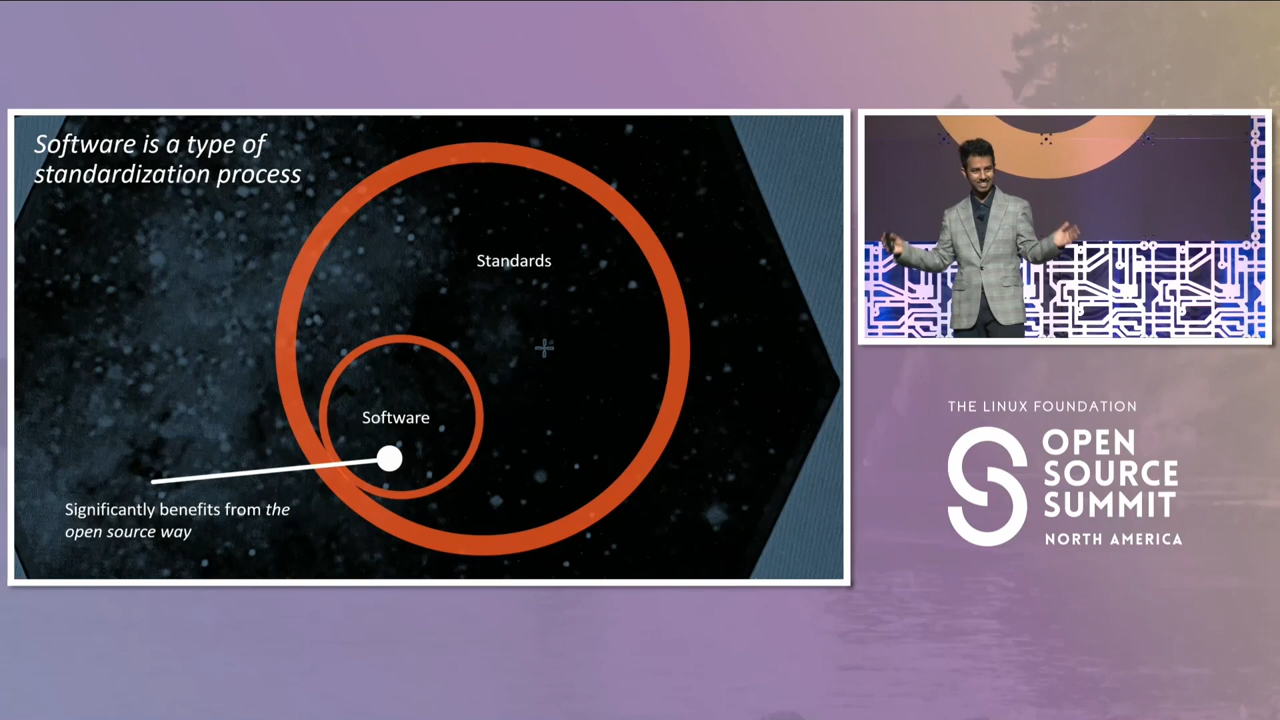 Software is a type of
standardization process
Standards
Software
Significantly benefits from the
open source way
THE LINUX FOUNDATION
OPEN
SOURCE
SUMMIT
NORTH AMERICA